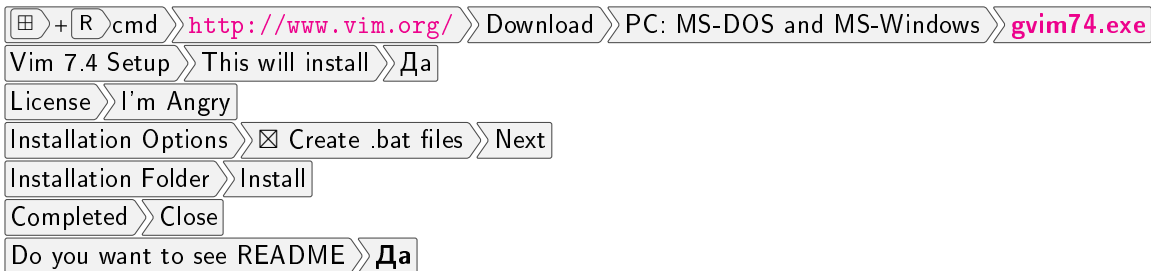 ⊞ + R cmd http://www.vim.org/ Download PC: MS-DOS and MS-Windows gvim74.exe
Vim 7.4 Setup This will install Да
License I'm Angry
Installation Options ☒ Create .bat files Next
Installation Folder Install
Completed Close
Do you want to see README Да